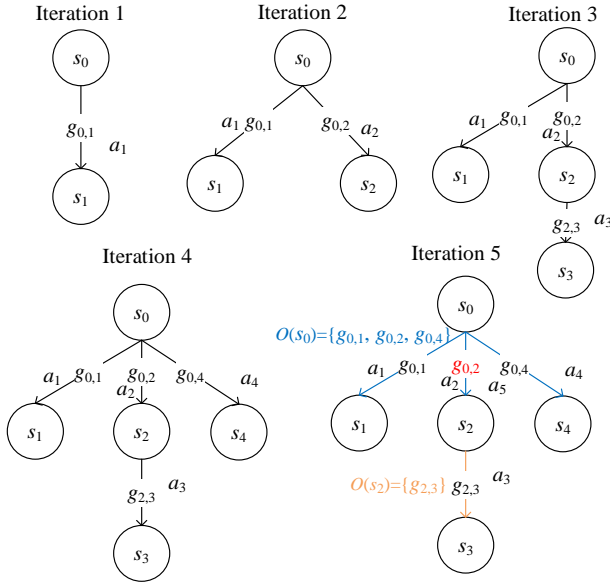 Iteration 1
s0
g0,1
a1
s1
Iteration 2
s0
a1 g0,1
g0,2 a2
s1
s2
Iteration 3
s0
a1 g0,1
g0,2
a2
s1
s2
g2,3 a3
s3
Iteration 4
s0
a1 g0,1
g0,2
g0,4 a4
a2
s1
s2
s4
a3
g2,3
s3
Iteration 5
s0
O(s0)={g0,1, g0,2, g0,4}
a1 g0,1
g0,2
g0,4 a4
a2
a5
s1
s2
s4
O(s2)={g2,3} g2,3 a3
s3